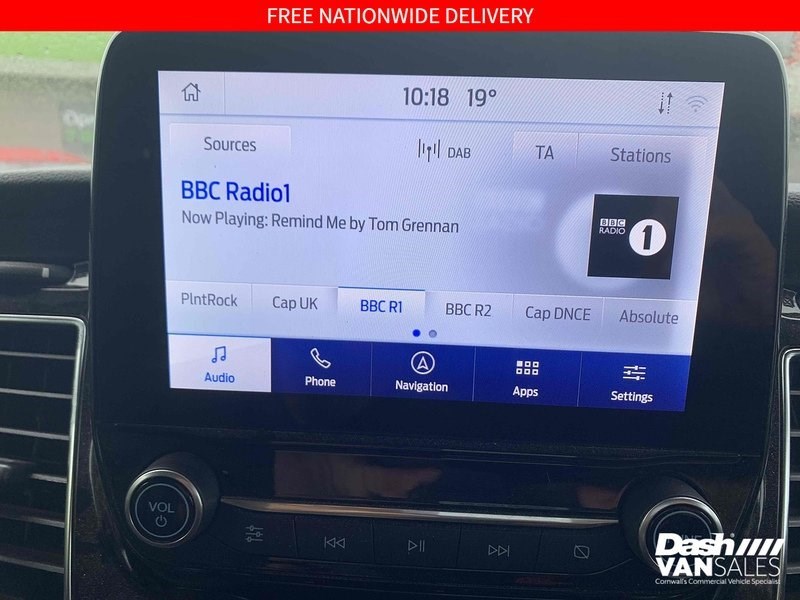 FREE NATIONWIDE DELIVERY
10:18 19°
Sources
DAB
TA
Stations
BBC Radio1
Now Playing: Remind Me by Tom Grennan
BBC
RADIO
1
PlntRock
Cap UK
BBC R1
BBC R2
Cap DNCE
Absolute
Audio
Phone
Navigation
Apps
Settings
VOL
Dash
VANSALES
Cornwall's Commercial Vehicle Specialist